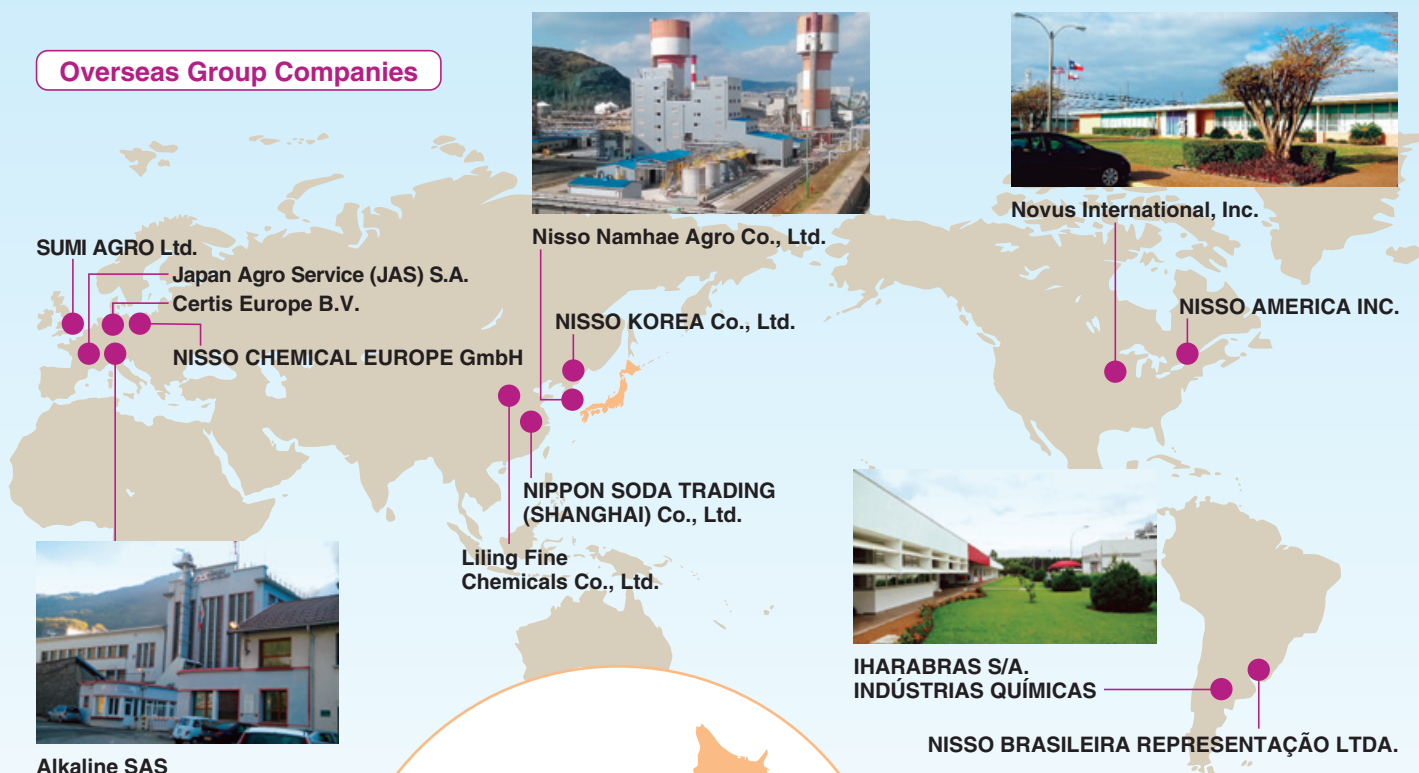 Overseas Group Companies
Novus International, Inc.
Nisso Namhae Agro Co., Ltd.
SUMI AGRO Ltd.
Japan Agro Service (JAS) S.A.
Certis Europe B.V.
NISSO AMERICA INC.
NISSO KOREA Co., Ltd.
NISSO CHEMICAL EUROPE GmbH
NIPPON SODA TRADING
(SHANGHAI) Co., Ltd.
Liling Fine
Chemicals Co., Ltd.
IHARABRAS S/A.
INDÚSTRIAS QUÍMICAS
NISSO BRASILEIRA REPRESENTAÇÃO LTDA.
Alkaline SAS